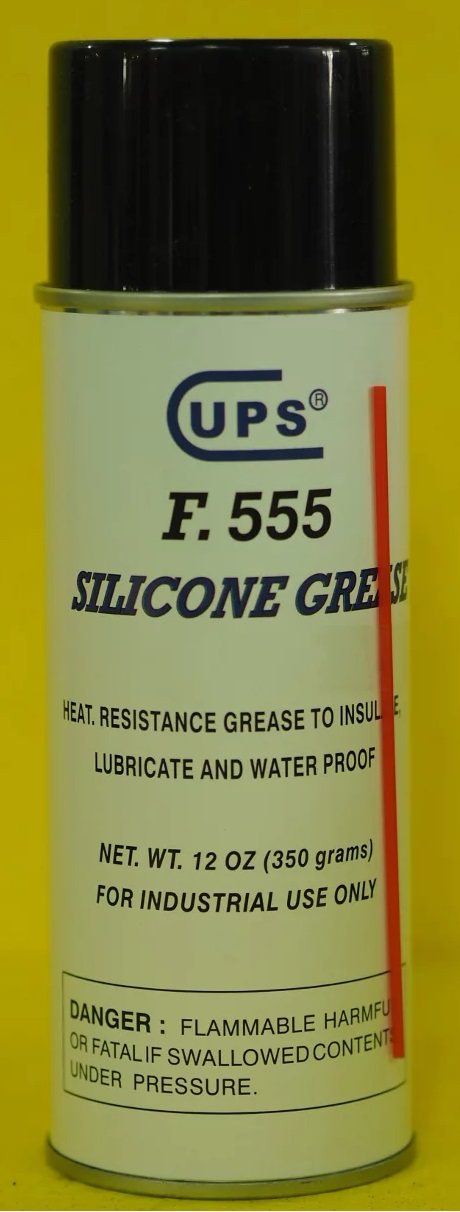 UPS®
F. 555
SILICONE GREASE
HEAT. RESISTANCE GREASE TO INSULATE,
LUBRICATE AND WATER PROOF
NET. WT. 12 OZ (350 grams)
FOR INDUSTRIAL USE ONLY
DANGER : FLAMMABLE HARMFUL
OR FATAL IF SWALLOWED CONTENTS
UNDER PRESSURE.